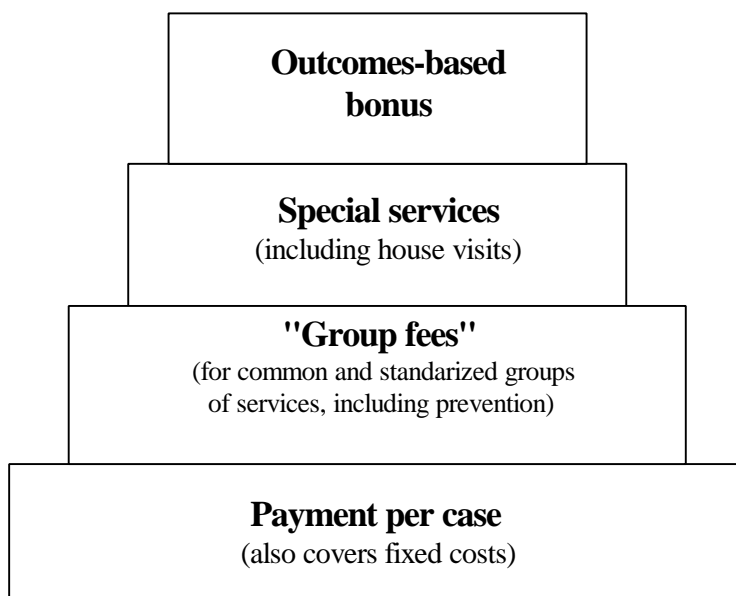 Outcomes-based
bonus
Special services
(including house visits)
"Group fees"
(for common and standarized groups
of services, including prevention)
Payment per case
(also covers fixed costs)